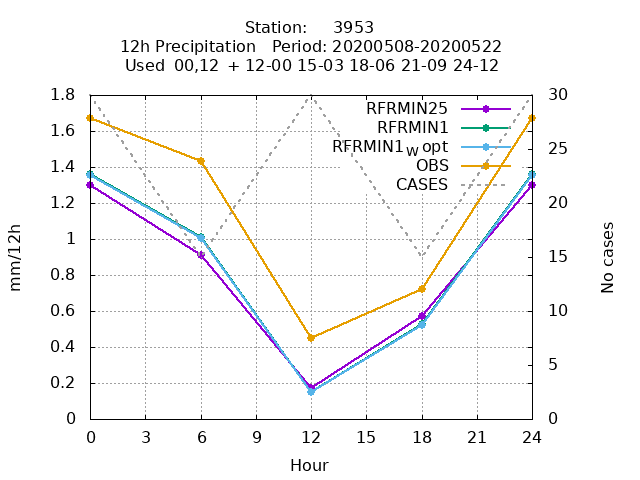 Station: 3953
12h Precipitation Period: 20200508-20200522
Used 00,12 + 12-00 15-03 18-06 21-09 24-12
1.8
1.6
1.4
1.2
1
0.8
0.6
0.4
0.2
0
mm/12h
RFRMIN25
RFRMIN1
RFRMIN1w opt
OBS
CASES
30
25
20
15
10
5
0
No cases
0 3 6 9 12 15 18 21 24
Hour